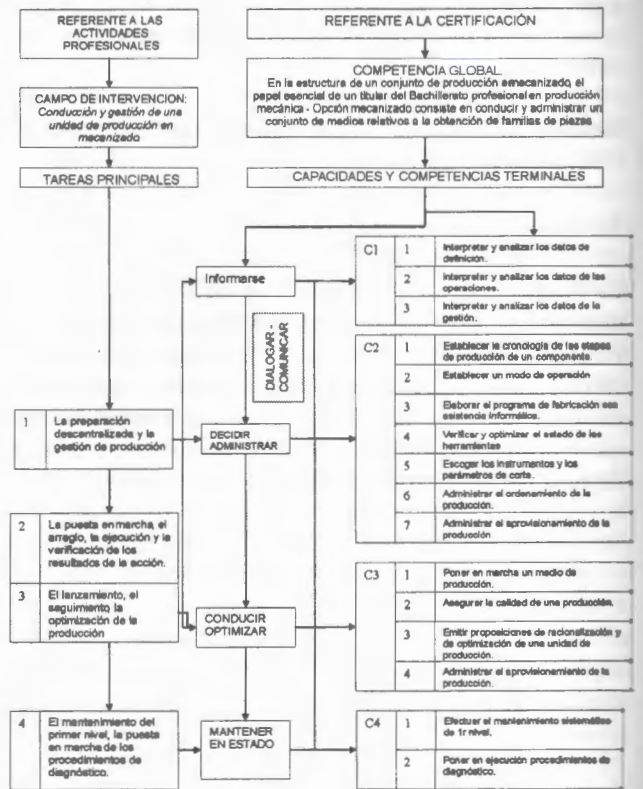 REFERENTE A LAS
ACTIVIDADES
PROFESIONALES
CAMPO DE INTERVENCION:
Conducción y gestión de una
unidad de producción en
mecanizado
TAREAS PRINCIPALES
REFERENTE A LA CERTIFICACIÓN
COMPETENCIA GLOBAL
En la estructura de un conjunto de producción enmecanizado, el
papel esencial de un titular del Bachillerato profesional en producción
mecánica - Opción mecanizado consiste en conducir y administrar un
conjunto de medios relativos a la obtención de familias de piezas
CAPACIDADES Y COMPETENCIAS TERMINALES
1
La preparación
descentralizada y la
gestión de producción
2
La puesta en marcha, el
arreglo, la ejecución y la
verificación de los
resultados de la acción.
3
El lanzamiento, el
seguimiento la
optimización de la
producción
4
El mantenimiento del
primer nivel, la puesta
en marcha de los
procedimientos de
diagnóstico.
Informarse
DIALOGAR -
COMUNICAR
DECIDIR
ADMINISTRAR
CONDUCIR
OPTIMIZAR
MANTENER
EN ESTADO
C1
1
Interpretar y analizar los datos de
definición.
2
Interpretar y analizar los datos de las
operaciones.
3
Interpretar y analizar los datos de la
gestión.
C2
1
Establecer la cronología de las etapas
de producción de un componente.
2
Establecer un modo de operación
3
Elaborar el programa de fabricación con
asistencia informática.
4
Verificar y optimizar el estado de las
herramientas
5
Escoger los instrumentos y los
parámetros de corte.
6
Administrar el ordenamiento de la
producción.
7
Administrar el aprovisionamiento de la
producción
C3
1
Poner en marcha un medio de
producción.
2
Asegurar la calidad de una producción.
3
Emitir proposiciones de racionalización y
de optimización de una unidad de
producción.
4
Administrar el aprovisionamiento de la
producción.
C4
1
Efectuar el mantenimiento sistemático
de 1r nivel.
2
Poner en ejecución procedimientos de
diagnóstico.